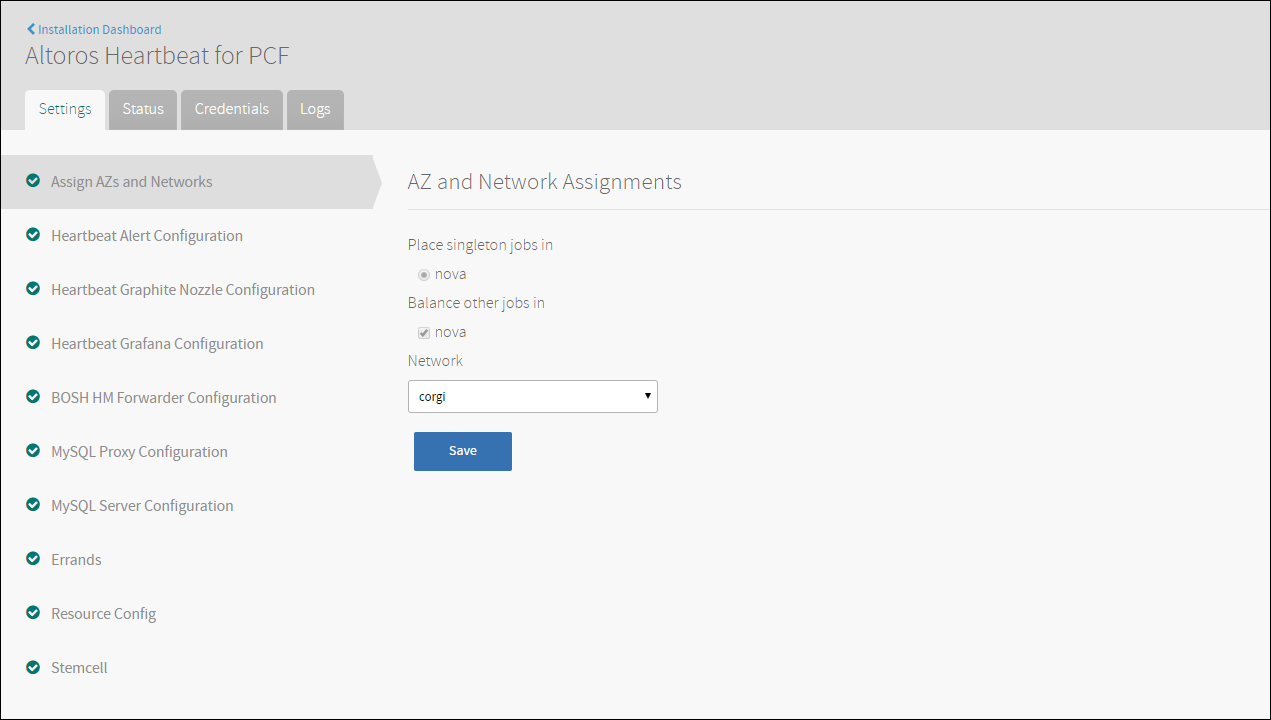 Installation Dashboard
Altoros Heartbeat for PCF
Settings Status Credentials Logs
Assign AZs and Networks
Heartbeat Alert Configuration
Heartbeat Graphite Nozzle Configuration
Heartbeat Grafana Configuration
BOSH HM Forwarder Configuration
MySQL Proxy Configuration
MySQL Server Configuration
Errands
Resource Config
Stemcell
AZ and Network Assignments
Place singleton jobs in
nova
Balance other jobs in
nova
Network
corgi
Save